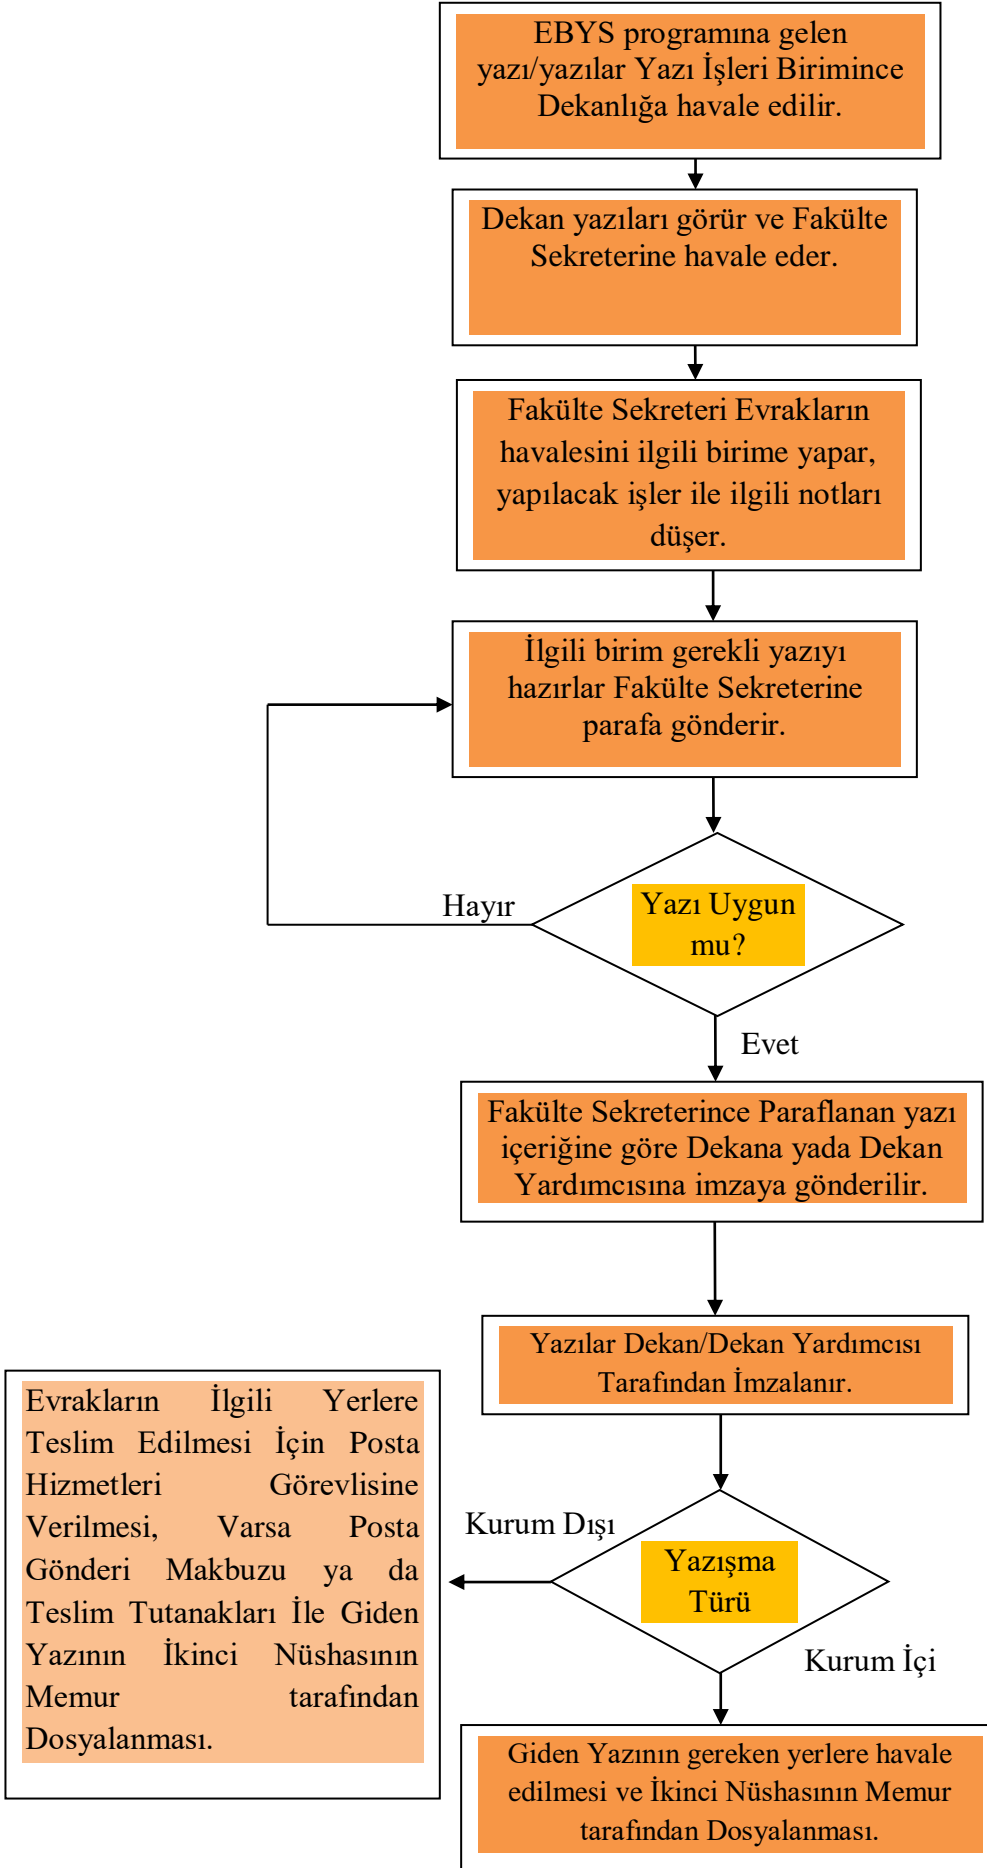 EBYS programına gelen
yazı/yazılar Yazı İşleri Birimince
Dekanlığa havale edilir.
Dekan yazıları görür ve Fakülte
Sekreterine havale eder.
Fakülte Sekreteri Evrakların
havalesini ilgili birime yapar,
yapılacak işler ile ilgili notları
düşer.
İlgili birim gerekli yazıyı
hazırlar Fakülte Sekreterine
parafa gönderir.
Hayır
Yazı Uygun
mu?
Evet
Fakülte Sekreterince Paraflanan yazı
içeriğine göre Dekana yada Dekan
Yardımcısına imzaya gönderilir.
Yazılar Dekan/Dekan Yardımcısı
Tarafından İmzalanır.
Kurum Dışı
Yazışma
Türü
Kurum İçi
Evrakların İlgili Yerlere
Teslim Edilmesi İçin Posta
Hizmetleri Görevlisine
Verilmesi, Varsa Posta
Gönderi Makbuzu ya da
Teslim Tutanakları İle Giden
Yazının İkinci Nüshasının
Memur tarafından
Dosyalanması.
Giden Yazının gereken yerlere havale
edilmesi ve İkinci Nüshasının Memur
tarafından Dosyalanması.